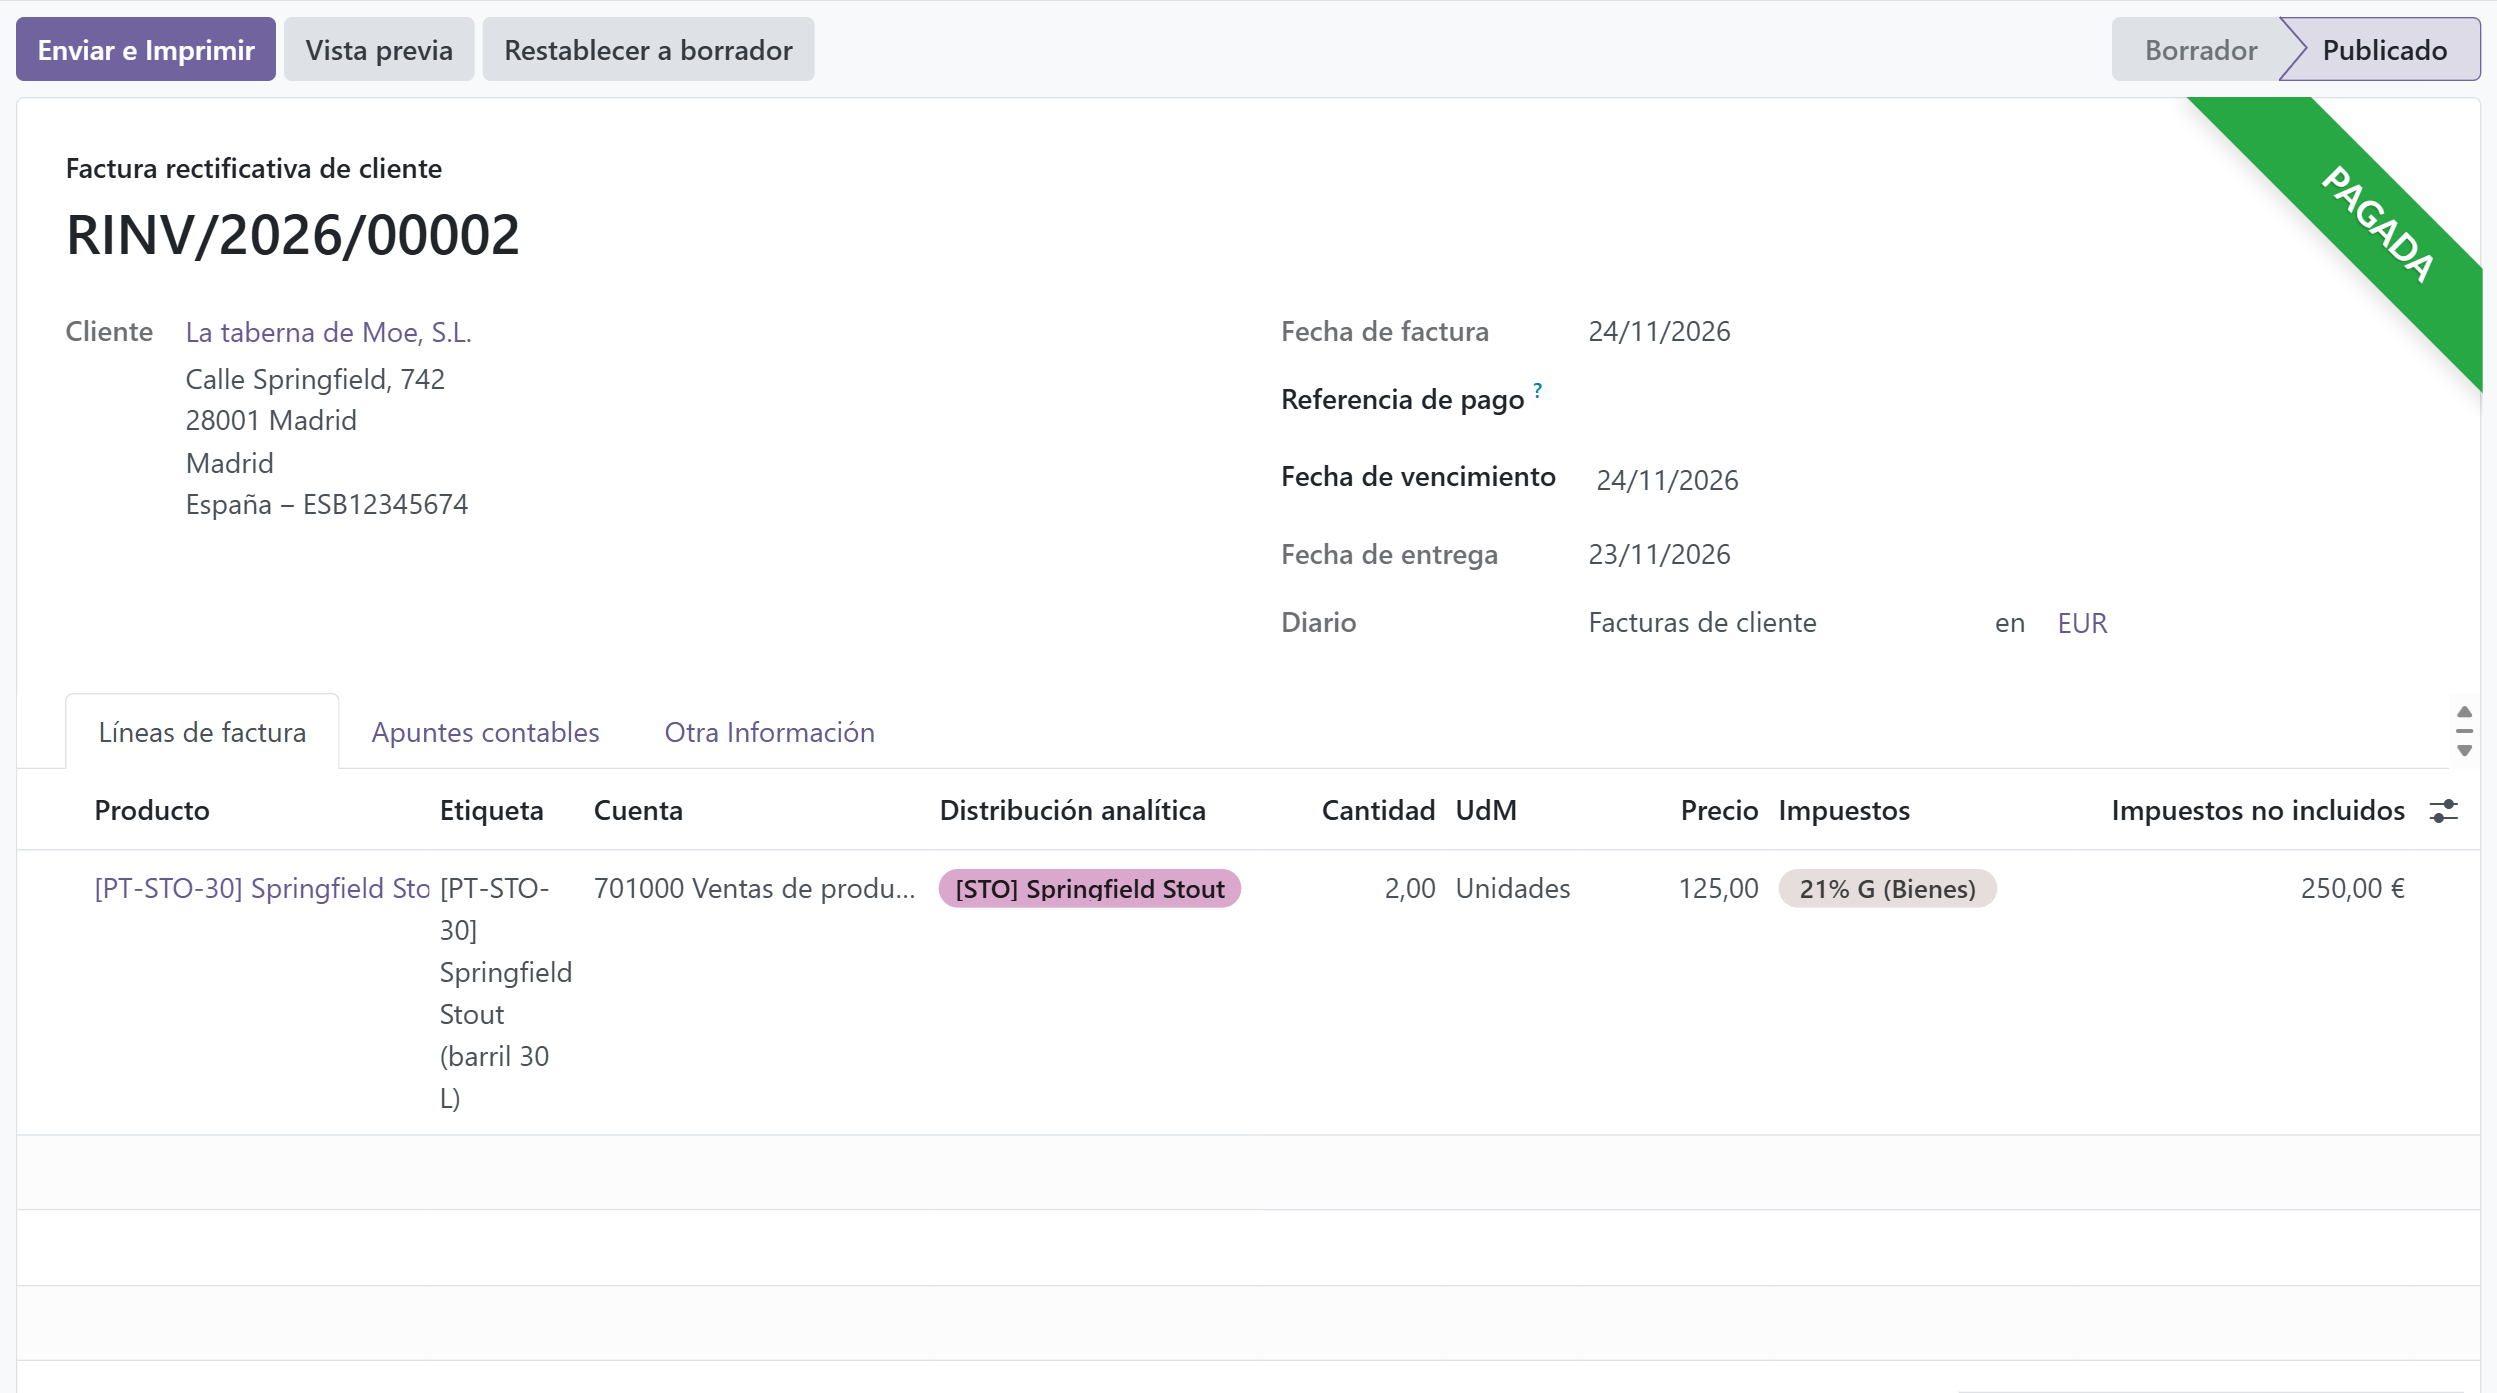 Enviar e Imprimir Vista previa Restablecer a borrador Borrador Publicado
PAGADA
Factura rectificativa de cliente
RINV/2026/00002
Cliente La taberna de Moe, S.L.
Calle Springfield, 742
28001 Madrid
Madrid
España – ESB12345674
Fecha de factura 24/11/2026
Referencia de pago ?
Fecha de vencimiento 24/11/2026
Fecha de entrega 23/11/2026
Diario Facturas de cliente en EUR
Líneas de factura Apuntes contables Otra Información
Producto Etiqueta Cuenta Distribución analítica Cantidad UdM Precio Impuestos Impuestos no incluidos
[PT-STO-30] Springfield Sto [PT-STO- 701000 Ventas de produ... [STO] Springfield Stout 2,00 Unidades 125,00 21% G (Bienes) 250,00 €
30]
Springfield
Stout
(barril 30
L)